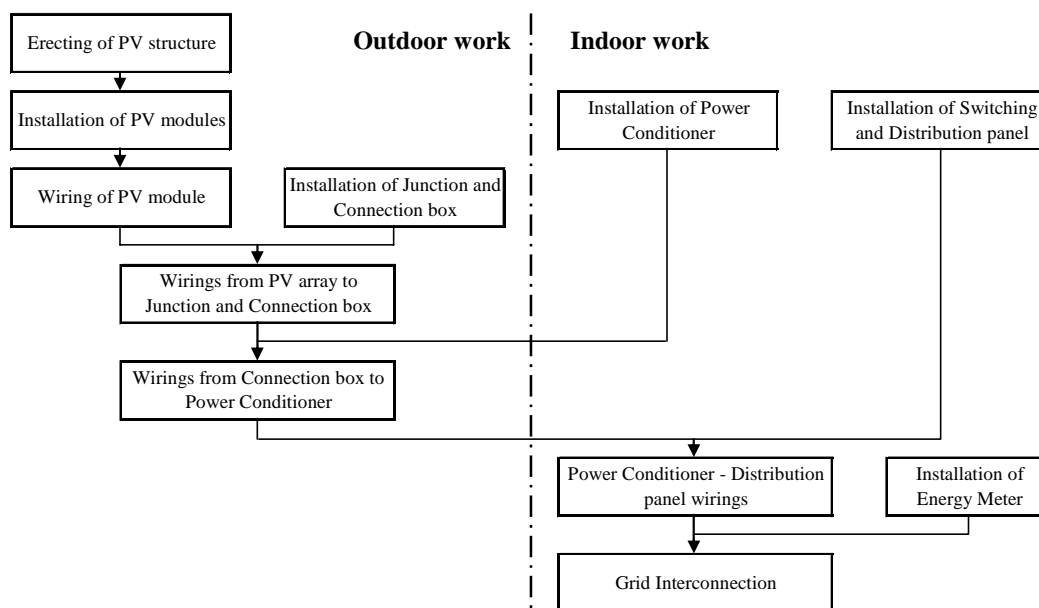 Outdoor work
Indoor work
Erecting of PV structure
Installation of PV modules
Installation of Power
Conditioner
Installation of Switching
and Distribution panel
Wiring of PV module
Installation of Junction and
Connection box
Wirings from PV array to
Junction and Connection box
Wirings from Connection box to
Power Conditioner
Power Conditioner - Distribution
panel wirings
Installation of
Energy Meter
Grid Interconnection